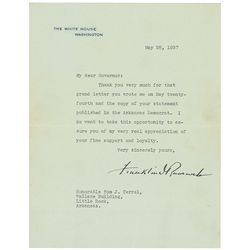 THE WHITE HOUSE
WASHINGTON
May 28, 1937
My dear Governor:
Thank you very much for that
grand letter you wrote me on May twenty-
fourth and the copy of your statement
published in the Arkansas Democrat. I
do want to take this opportunity to as-
sure you of my very real appreciation of
your fine support and loyalty.
Very sincerely yours,
Franklin D Roosevelt
Honorable Tom J. Terral,
Wallace Building,
Little Rock,
Arkansas.